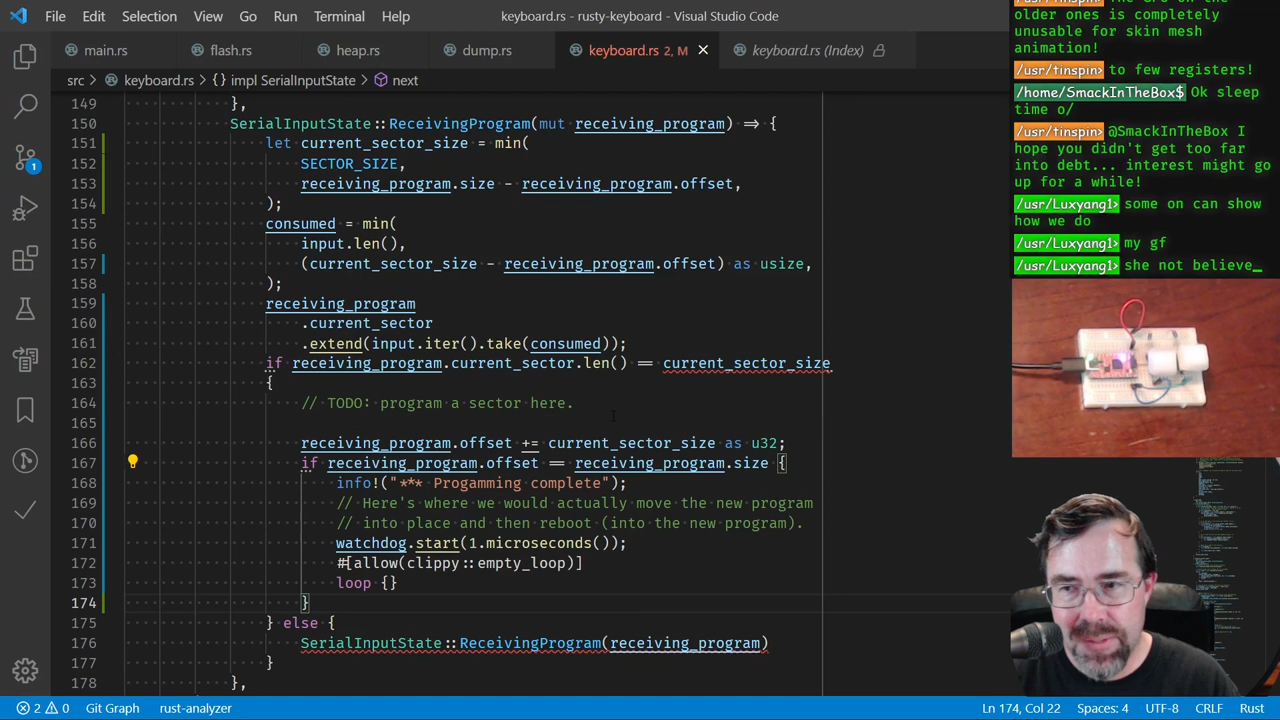 File Edit Selection View Go Run Terminal Help keyboard.rs - rusty-keyboard - Visual Studio Code
main.rs flash.rs heap.rs dump.rs keyboard.rs 2, M keyboard.rs (Index)
src > keyboard.rs > {} impl SerialInputState > next
149 },
150 SerialInputState::ReceivingProgram(mut receiving_program) => {
151 let current_sector_size = min(
152 SECTOR_SIZE,
153 receiving_program.size - receiving_program.offset,
154 );
155 consumed = min(
156 input.len(),
157 (current_sector_size - receiving_program.offset) as usize,
158 );
159 receiving_program
160 .current_sector
161 .extend(input.iter().take(consumed));
162 if receiving_program.current_sector.len() == current_sector_size
163 {
164 // TODO: program a sector here.
165
166 receiving_program.offset += current_sector_size as u32;
167 if receiving_program.offset == receiving_program.size {
168 info!("*** Progamming complete");
169 // Here's where we would actually move the new program
170 // into place and then reboot (into the new program).
171 watchdog.start(1.microseconds());
172 #[allow(clippy::empty_loop)]
173 loop {}
174 }
175 } else {
176 SerialInputState::ReceivingProgram(receiving_program)
177 }
178 },
older ones is completely
unusable for skin mesh
animation!
/usr/tinspin> to few registers!
/home/SmackInTheBox$ Ok sleep
time o/
/usr/tinspin> @SmackInTheBox I
hope you didn't get too far
into debt... interest might go
up for a while!
/usr/Luxyang1> some on can show
how we do
/usr/Luxyang1> my gf
/usr/Luxyang1> she not believe_
1
2 0 Git Graph rust-analyzer Ln 174, Col 22 Spaces: 4 UTF-8 CRLF Rust